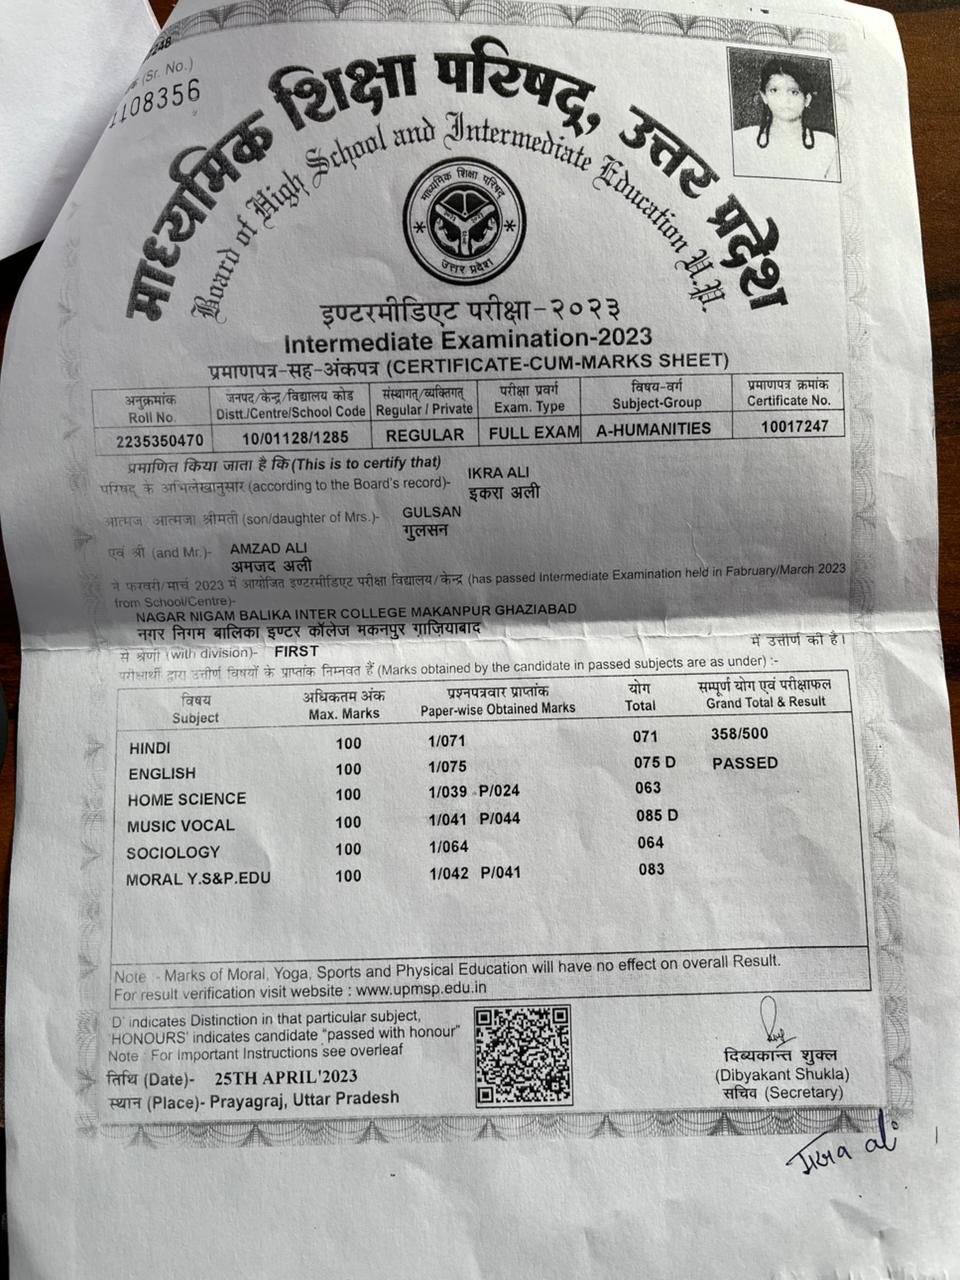 248
(Sr. No.)
1108356
माध्यमिक शिक्षा परिषद्, उत्तर प्रदेश
Board of High School and Intermediate Education U.P.
माध्यमिक शिक्षा परिषद्
उत्तर प्रदेश
इण्टरमीडिएट परीक्षा-२०२३
Intermediate Examination-2023
प्रमाणपत्र-सह-अंकपत्र (CERTIFICATE-CUM-MARKS SHEET)
अनुक्रमांक जनपद/केन्द्र/विद्यालय कोड संस्थागत/व्यक्तिगत परीक्षा प्रवर्ग विषय-वर्ग प्रमाणपत्र क्रमांक
Roll No. Distt./Centre/School Code Regular / Private Exam. Type Subject-Group Certificate No.
2235350470 10/01128/1285 REGULAR FULL EXAM A-HUMANITIES 10017247
प्रमाणित किया जाता है कि (This is to certify that)
परिषद के अभिलेखानुसार (according to the Board's record)- IKRA ALI
इकरा अली
आत्मज/आत्मजा श्रीमती (son/daughter of Mrs.)- GULSAN
गुलसन
एवं श्री (and Mr.)- AMZAD ALI
अमजद अली
ने फरवरी/मार्च 2023 में आयोजित इण्टरमीडिएट परीक्षा विद्यालय/केन्द्र (has passed Intermediate Examination held in Fabruary/March 2023
from School/Centre)-
NAGAR NIGAM BALIKA INTER COLLEGE MAKANPUR GHAZIABAD
नगर निगम बालिका इण्टर कॉलेज मकनपुर ग़ाजियाबाद
में श्रेणी (with division)- FIRST में उत्तीर्ण की है।
परीक्षार्थी द्वारा उत्तीर्ण विषयों के प्राप्तांक निम्नवत हैं (Marks obtained by the candidate in passed subjects are as under) :-
विषय अधिकतम अंक प्रश्नपत्रवार प्राप्तांक योग सम्पूर्ण योग एवं परीक्षाफल
Subject Max. Marks Paper-wise Obtained Marks Total Grand Total & Result
HINDI 100 1/071 071 358/500
ENGLISH 100 1/075 075 D PASSED
HOME SCIENCE 100 1/039 P/024 063
MUSIC VOCAL 100 1/041 P/044 085 D
SOCIOLOGY 100 1/064 064
MORAL Y.S&P.EDU 100 1/042 P/041 083
Note :- Marks of Moral, Yoga, Sports and Physical Education will have no effect on overall Result.
For result verification visit website : www.upmsp.edu.in
'D' indicates Distinction in that particular subject,
'HONOURS' indicates candidate "passed with honour"
Note : For Important Instructions see overleaf
तिथि (Date)- 25TH APRIL'2023
स्थान (Place)- Prayagraj, Uttar Pradesh
दिब्यकान्त शुक्ल
(Dibyakant Shukla)
सचिव (Secretary)